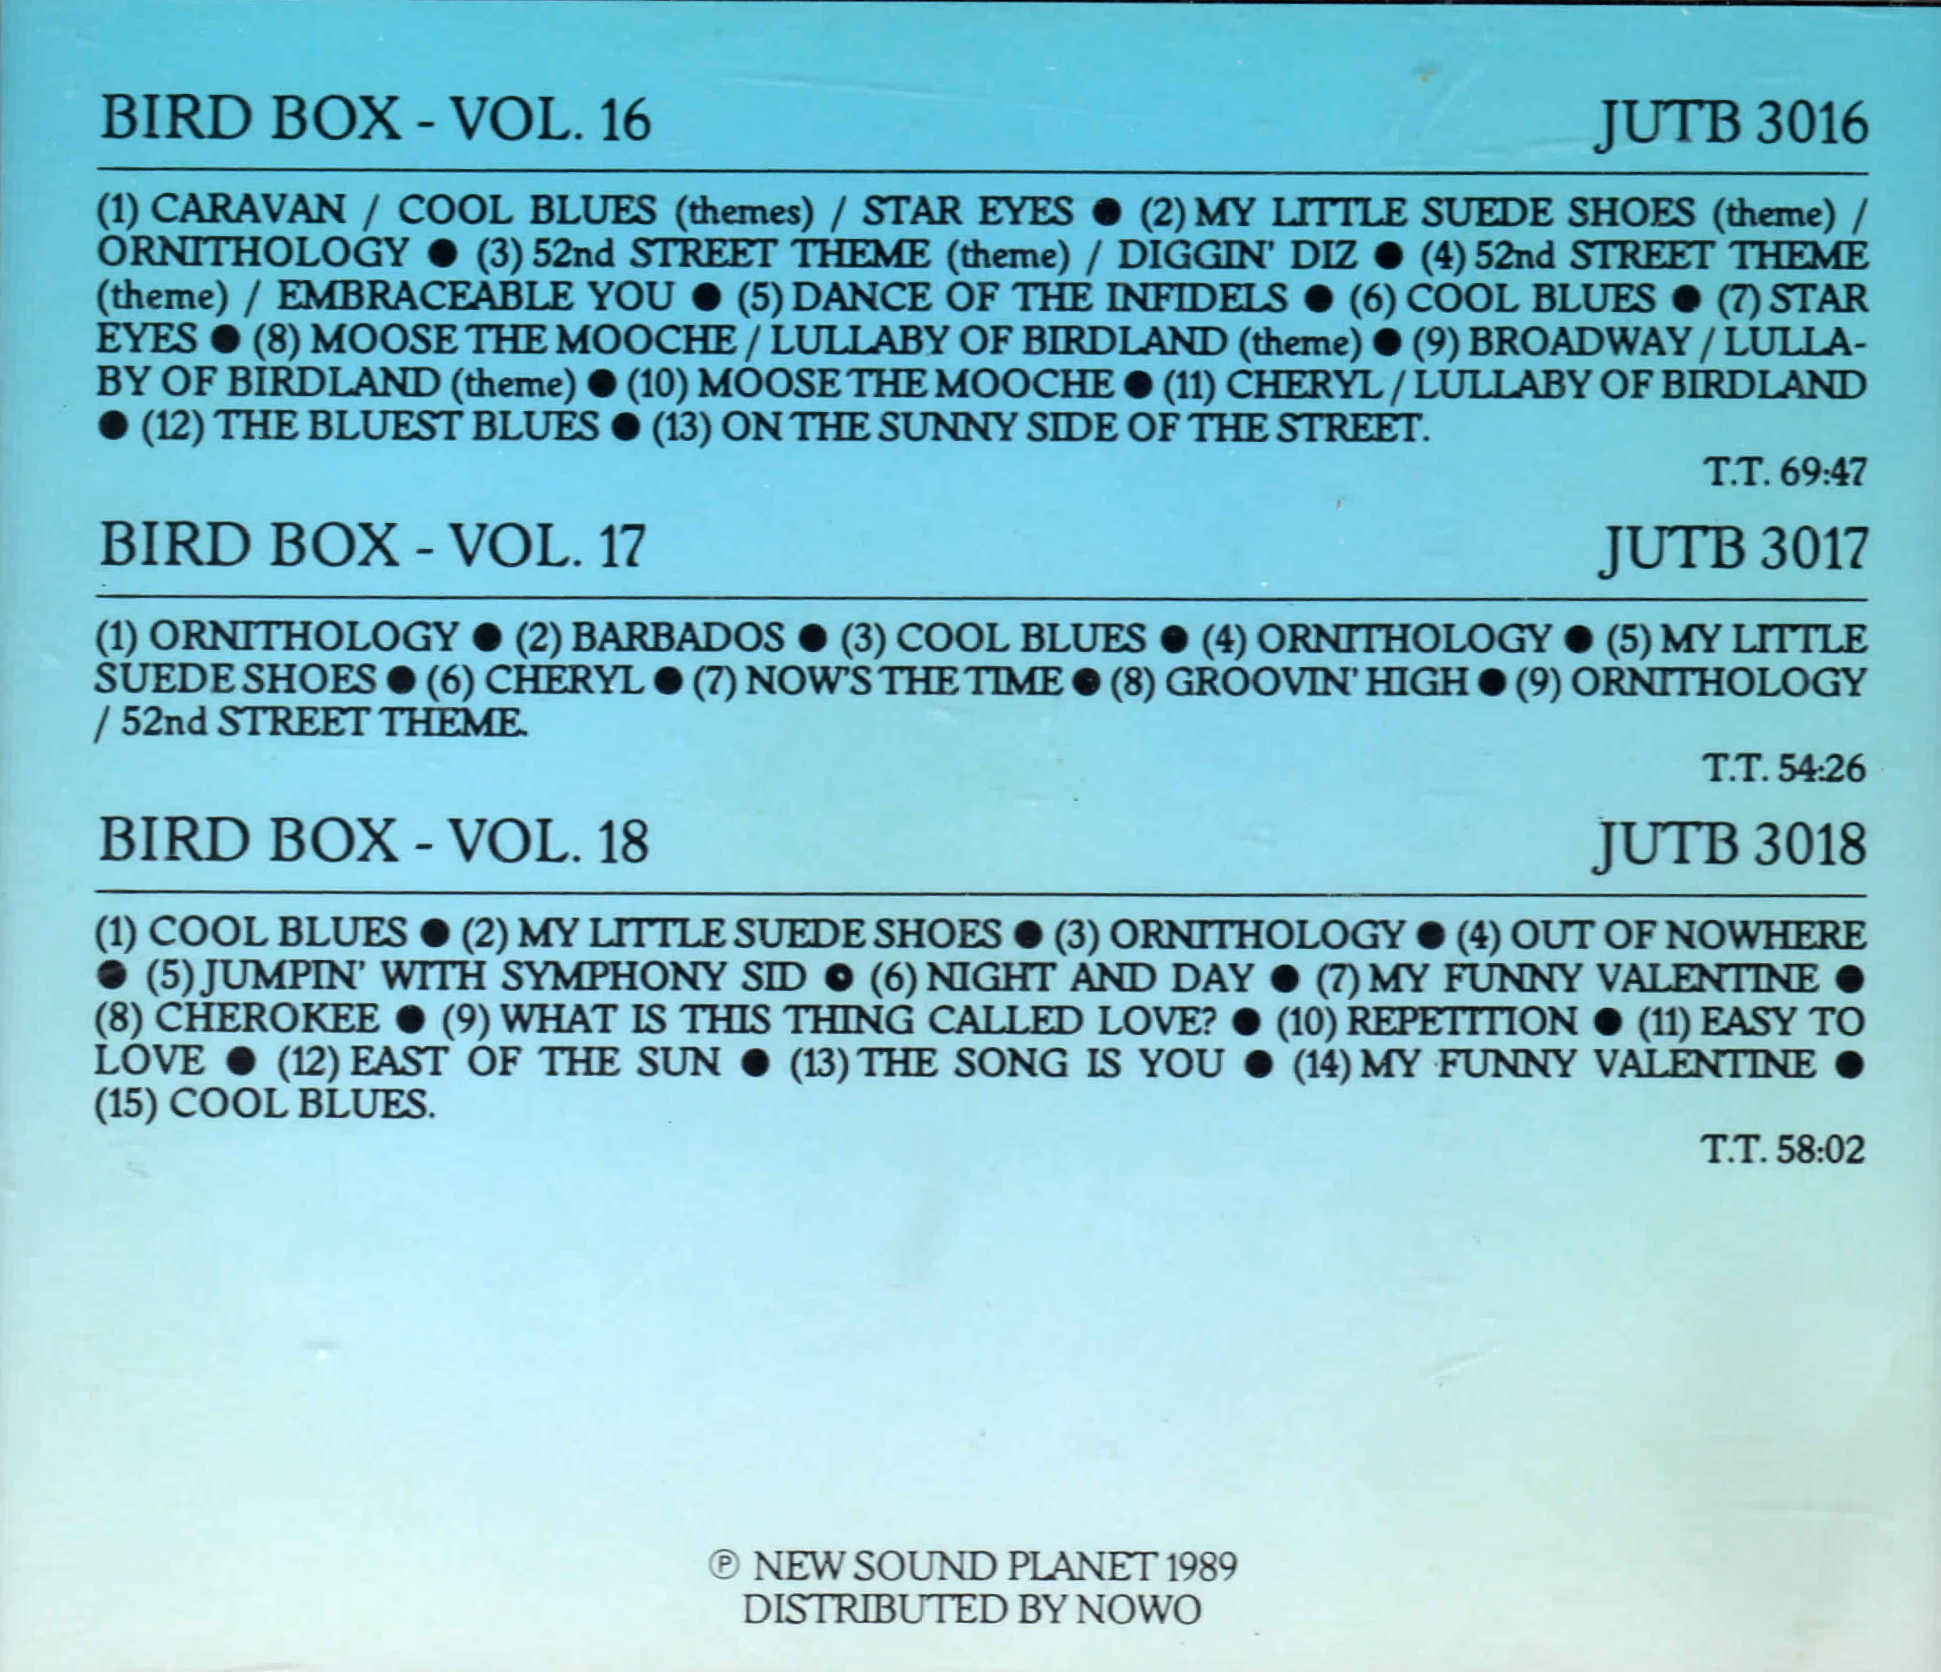 BIRD BOX - VOL. 16 JUTB 3016
(1) CARAVAN / COOL BLUES (themes) / STAR EYES ● (2) MY LITTLE SUEDE SHOES (theme) /
ORNITHOLOGY ● (3) 52nd STREET THEME (theme) / DIGGIN' DIZ ● (4) 52nd STREET THEME
(theme) / EMBRACEABLE YOU ● (5) DANCE OF THE INFIDELS ● (6) COOL BLUES ● (7) STAR
EYES ● (8) MOOSE THE MOOCHE / LULLABY OF BIRDLAND (theme) ● (9) BROADWAY / LULLA-
BY OF BIRDLAND (theme) ● (10) MOOSE THE MOOCHE ● (11) CHERYL / LULLABY OF BIRDLAND
● (12) THE BLUEST BLUES ● (13) ON THE SUNNY SIDE OF THE STREET.
T.T. 69:47
BIRD BOX - VOL. 17 JUTB 3017
(1) ORNITHOLOGY ● (2) BARBADOS ● (3) COOL BLUES ● (4) ORNITHOLOGY ● (5) MY LITTLE
SUEDE SHOES ● (6) CHERYL ● (7) NOW'S THE TIME ● (8) GROOVIN' HIGH ● (9) ORNITHOLOGY
/ 52nd STREET THEME.
T.T. 54:26
BIRD BOX - VOL. 18 JUTB 3018
(1) COOL BLUES ● (2) MY LITTLE SUEDE SHOES ● (3) ORNITHOLOGY ● (4) OUT OF NOWHERE
● (5) JUMPIN' WITH SYMPHONY SID ● (6) NIGHT AND DAY ● (7) MY FUNNY VALENTINE ●
(8) CHEROKEE ● (9) WHAT IS THIS THING CALLED LOVE? ● (10) REPETITION ● (11) EASY TO
LOVE ● (12) EAST OF THE SUN ● (13) THE SONG IS YOU ● (14) MY FUNNY VALENTINE ●
(15) COOL BLUES.
T.T. 58:02
℗ NEW SOUND PLANET 1989
DISTRIBUTED BY NOWO